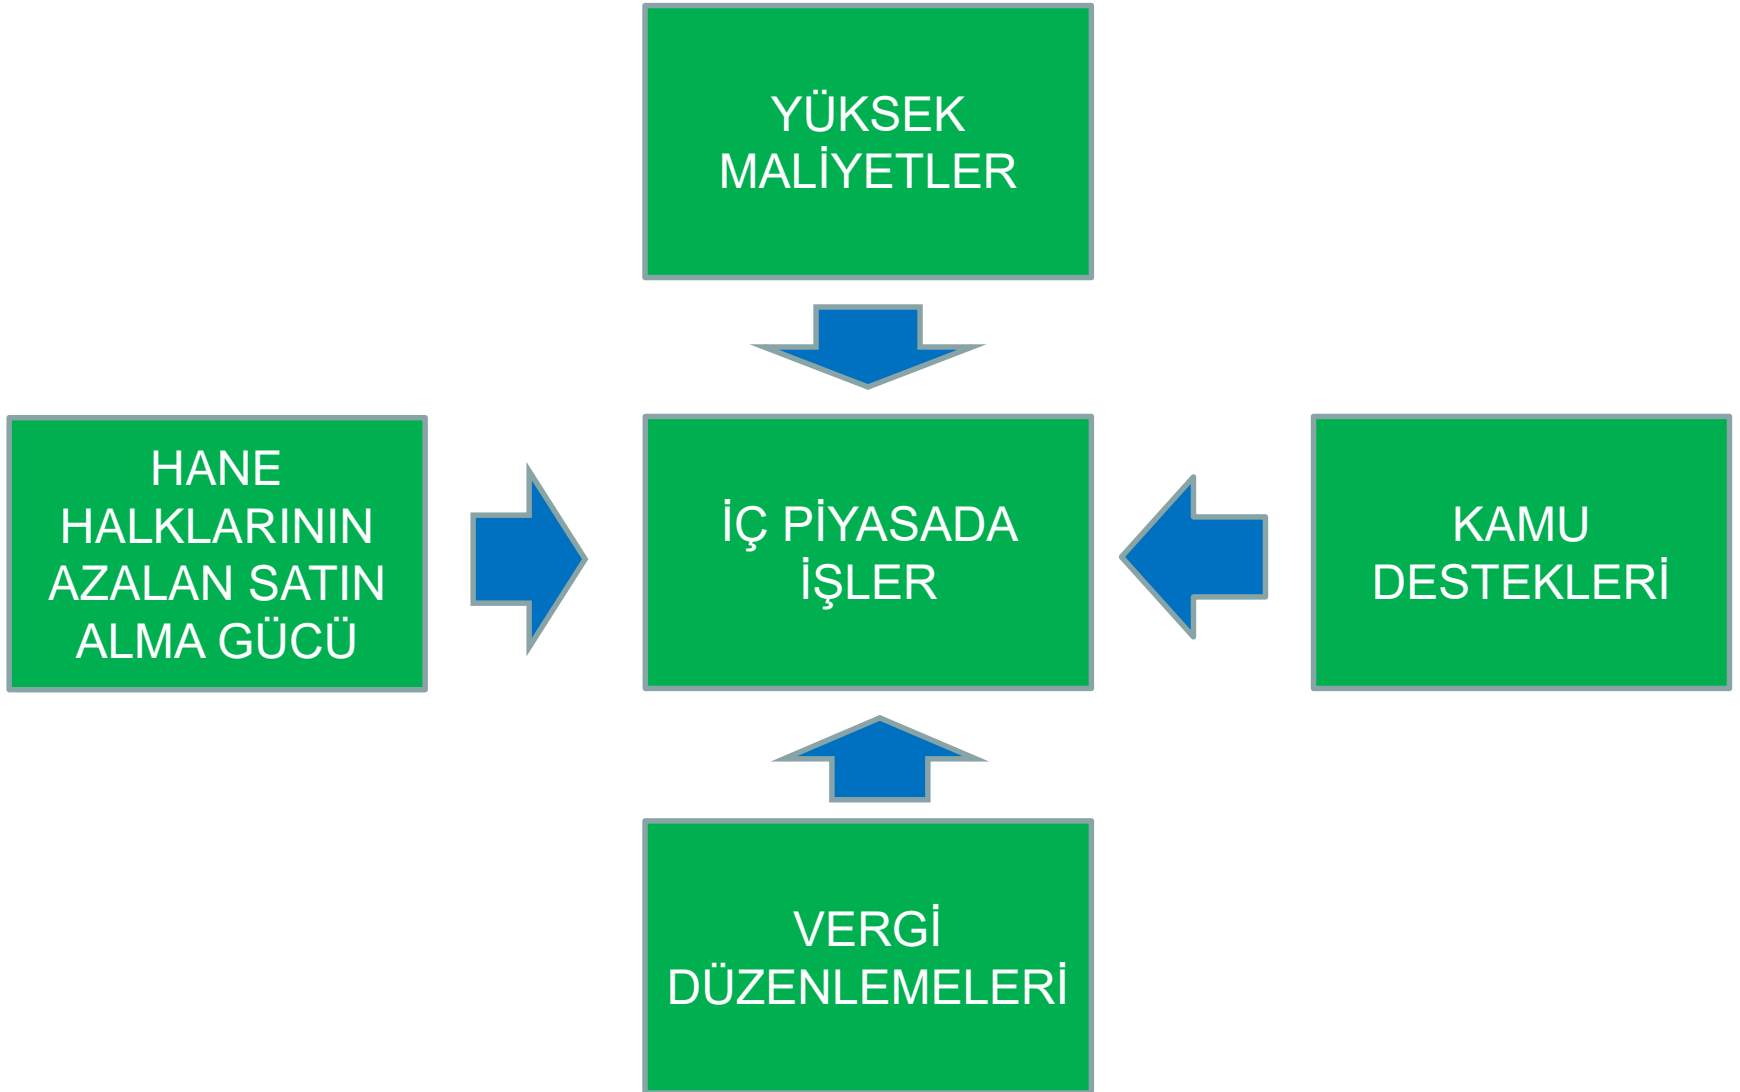 YÜKSEK
MALİYETLER
HANE
HALKLARININ
AZALAN SATIN
ALMA GÜCÜ
İÇ PİYASADA
İŞLER
KAMU
DESTEKLERİ
VERGİ
DÜZENLEMELERİ